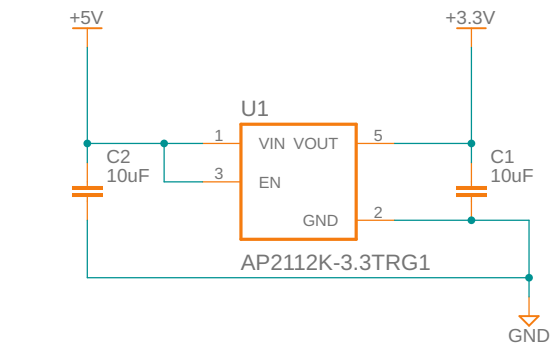 +5V
+3.3V
U1
1
VIN VOUT
5
C2
10uF
C1
10uF
3
EN
GND
2
AP2112K-3.3TRG1
GND